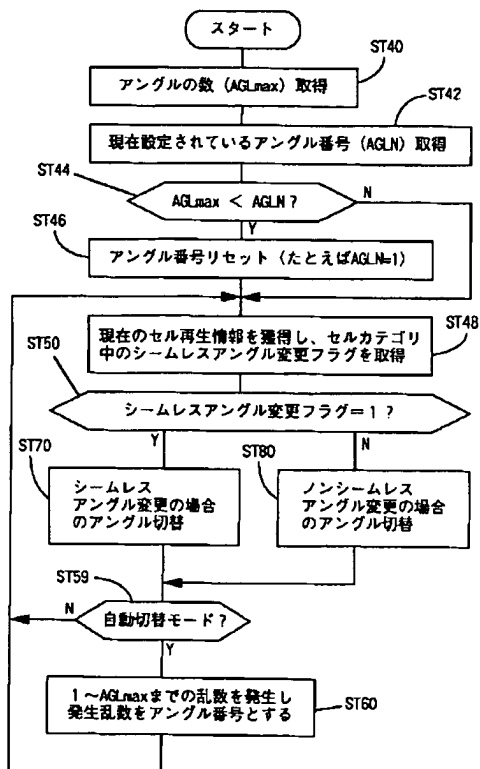 スタート
ST40
アングルの数（AGLmax）取得
ST42
現在設定されているアングル番号（AGLN）取得
ST44
AGLmax ＜ AGLN？
N
Y
ST46
アングル番号リセット（たとえばAGLN=1）
ST48
現在のセル再生情報を獲得し、セルカテゴリ
中のシームレスアングル変更フラグを取得
ST50
シームレスアングル変更フラグ＝１？
Y
N
ST70
シームレス
アングル変更の場合
のアングル切替
ST80
ノンシームレス
アングル変更の場合
のアングル切替
ST59
自動切替モード？
N
Y
１〜AGLmaxまでの乱数を発生し
発生乱数をアングル番号とする
ST60